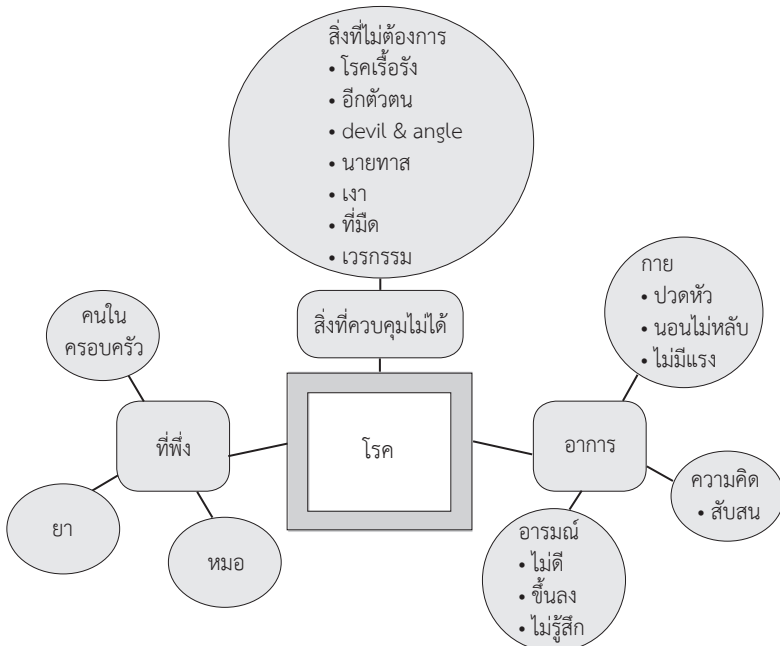 สิ่งที่ไม่ต้องการ
• โรคเรื้อรัง
• อีกตัวตน
• devil & angle
• นายทาส
• เงา
• ที่มืด
• เวรกรรม
สิ่งที่ควบคุมไม่ได้
โรค
ที่พึ่ง
คนใน
ครอบครัว
ยา
หมอ
อาการ
กาย
• ปวดหัว
• นอนไม่หลับ
• ไม่มีแรง
ความคิด
• สับสน
อารมณ์
• ไม่ดี
• ขึ้นลง
• ไม่รู้สึก